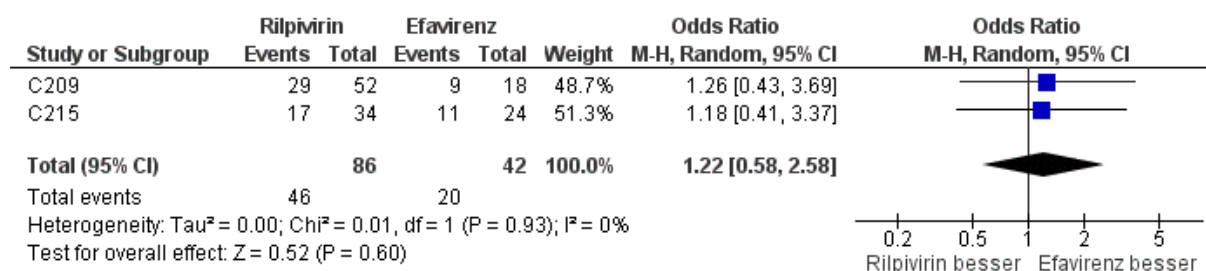 Rilpivirin Efavirenz Odds Ratio Odds Ratio
Study or Subgroup Events Total Events Total Weight M-H, Random, 95% CI M-H, Random, 95% CI
C209 29 52 9 18 48.7% 1.26 [0.43, 3.69]
C215 17 34 11 24 51.3% 1.18 [0.41, 3.37]
Total (95% CI) 86 42 100.0% 1.22 [0.58, 2.58]
Total events 46 20
Heterogeneity: Tau² = 0.00; Chi² = 0.01, df = 1 (P = 0.93); I² = 0%
Test for overall effect: Z = 0.52 (P = 0.60)
0.2 0.5 1 2 5
Rilpivirin besser Efavirenz besser